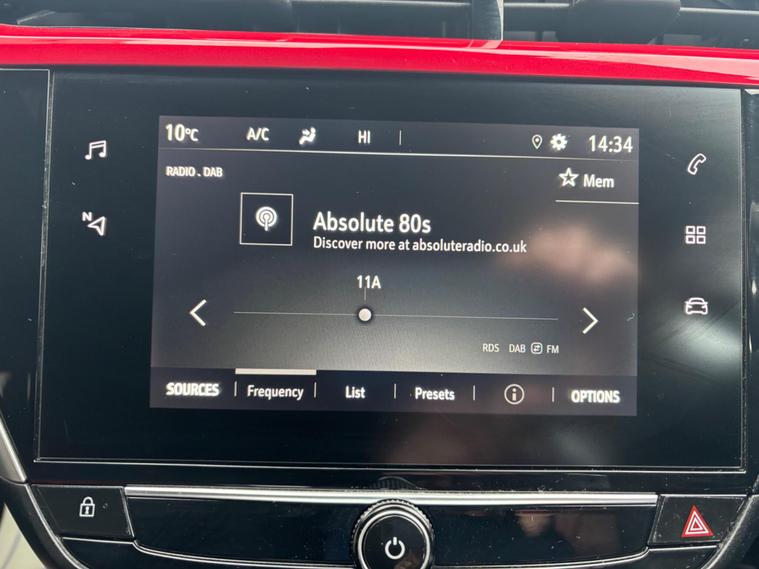 10°C A/C HI 14:34
RADIO . DAB
Mem
Absolute 80s
Discover more at absoluteradio.co.uk
11A
RDS DAB FM
SOURCES Frequency List Presets OPTIONS
N